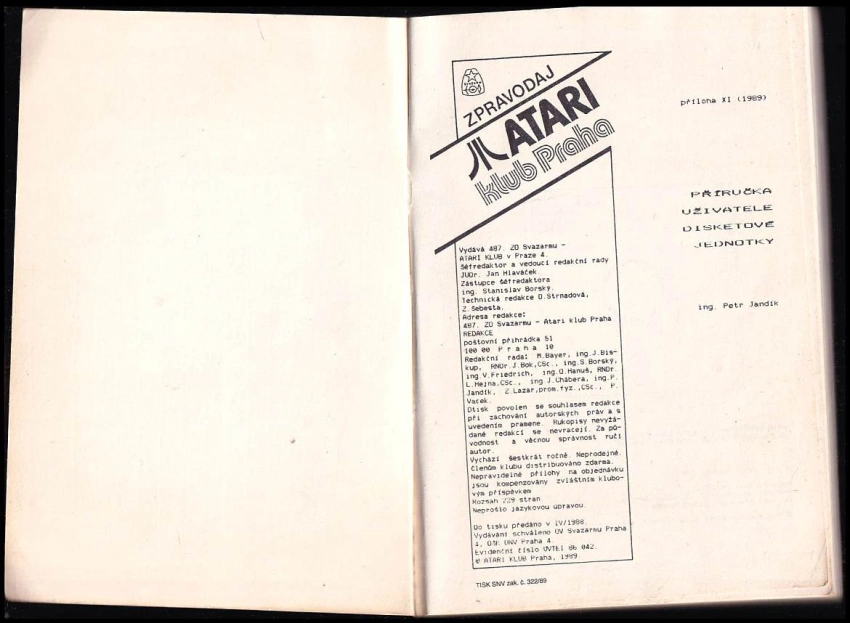 ZPRAVODAJ
ATARI
klub Praha
příloha XI (1989)
PŘÍRUČKA
UŽIVATELE
DISKETOVÉ
JEDNOTKY
ing. Petr Jandík
Vydává 487. ZO Svazarmu –
ATARI KLUB v Praze 4.
Šéfredaktor a vedoucí redakční rady
JUDr. Jan Hlaváček.
Zástupce šéfredaktora
ing. Stanislav Borský.
Technická redakce O.Strnadová,
Z.Šebesta.
Adresa redakce:
487. ZO Svazarmu – Atari klub Praha
REDAKCE
poštovní přihrádka 51
100 00 P r a h a 10
Redakční rada: M.Bayer, ing.J.Bis-
kup, RNDr.J.Bok,CSc., ing.S.Borský,
ing.V.Friedrich, ing.O.Hanuš, RNDr.
L.Hejna,CSc., ing J.Chábera, ing.P.
Jandík, Z.Lazar,prom.fyz.,CSc., P.
Vacek.
Otisk povolen se souhlasem redakce
při zachování autorských práv a s
uvedením pramene. Rukopisy nevyžá-
dané redakcí se nevracejí. Za pů-
vodnost a věcnou správnost ručí
autor.
Vychází šestkrát ročně. Neprodejné.
Členům klubu distribuováno zdarma.
Nepravidelné přílohy na objednávku
jsou kompenzovány zvláštním klubo-
vým příspěvkem
Rozsah 229 stran
Neprošlo jazykovou úpravou.
Do tisku předáno v IV/1988.
Vydávání schváleno OV Svazarmu Praha
4, OŠK ONV Praha 4.
Evidenční číslo ÚVTEI 86 042.
© ATARI KLUB Praha, 1989
TISK SNV zak. č. 322/89